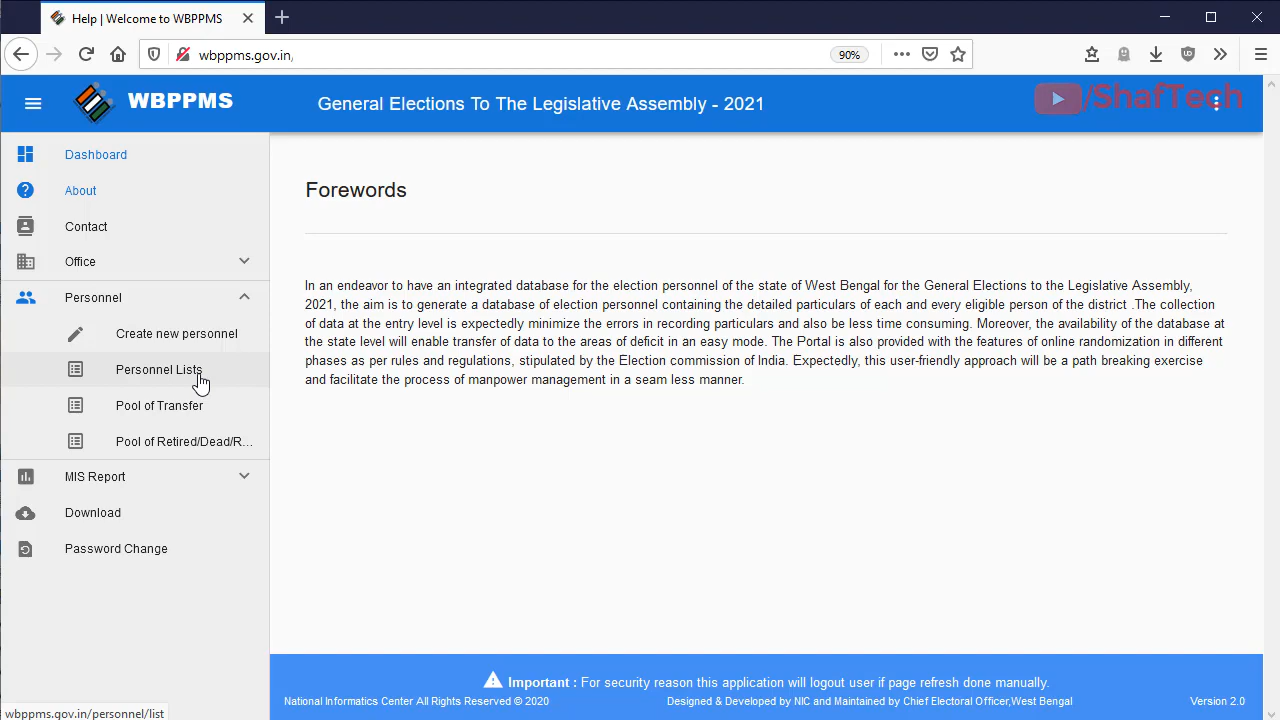 Help | Welcome to WBPPMS
wbppms.gov.in
90%
WBPPMS
General Elections To The Legislative Assembly - 2021
/ShafTech
Dashboard
About
Contact
Office
Personnel
Create new personnel
Personnel Lists
Pool of Transfer
Pool of Retired/Dead/R...
MIS Report
Download
Password Change
Forewords
In an endeavor to have an integrated database for the election personnel of the state of West Bengal for the General Elections to the Legislative Assembly,
2021, the aim is to generate a database of election personnel containing the detailed particulars of each and every eligible person of the district .The collection
of data at the entry level is expectedly minimize the errors in recording particulars and also be less time consuming. Moreover, the availability of the database at
the state level will enable transfer of data to the areas of deficit in an easy mode. The Portal is also provided with the features of online randomization in different
phases as per rules and regulations, stipulated by the Election commission of India. Expectedly, this user-friendly approach will be a path breaking exercise
and facilitate the process of manpower management in a seam less manner.
Important : For security reason this application will logout user if page refresh done manually.
National Informatics Center All Rights Reserved © 2020
Designed & Developed by NIC and Maintained by Chief Electoral Officer,West Bengal
Version 2.0
wbppms.gov.in/personnel/list